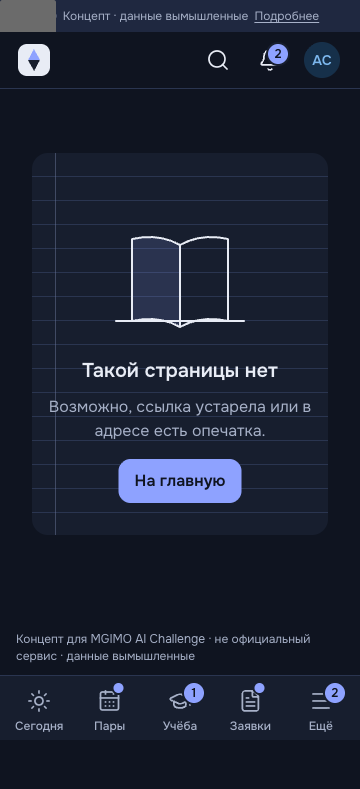 Концепт · данные вымышленные Подробнее
2
АС
Такой страницы нет
Возможно, ссылка устарела или в
адресе есть опечатка.
На главную
Концепт для MGIMO AI Challenge · не официальный
сервис · данные вымышленные
1
2
Сегодня Пары Учёба Заявки Ещё